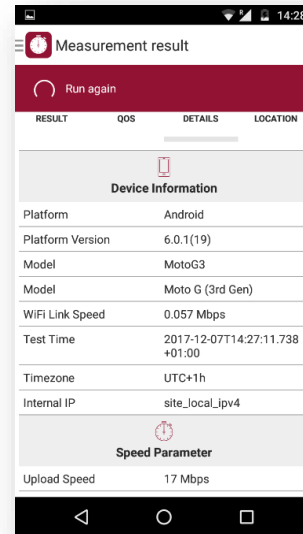 R 14:28
Measurement result
Run again
RESULT QOS DETAILS LOCATION
Device Information
Platform Android
Platform Version 6.0.1(19)
Model MotoG3
Model Moto G (3rd Gen)
WiFi Link Speed 0.057 Mbps
Test Time 2017-12-07T14:27:11.738
+01:00
Timezone UTC+1h
Internal IP site_local_ipv4
Speed Parameter
Upload Speed 17 Mbps